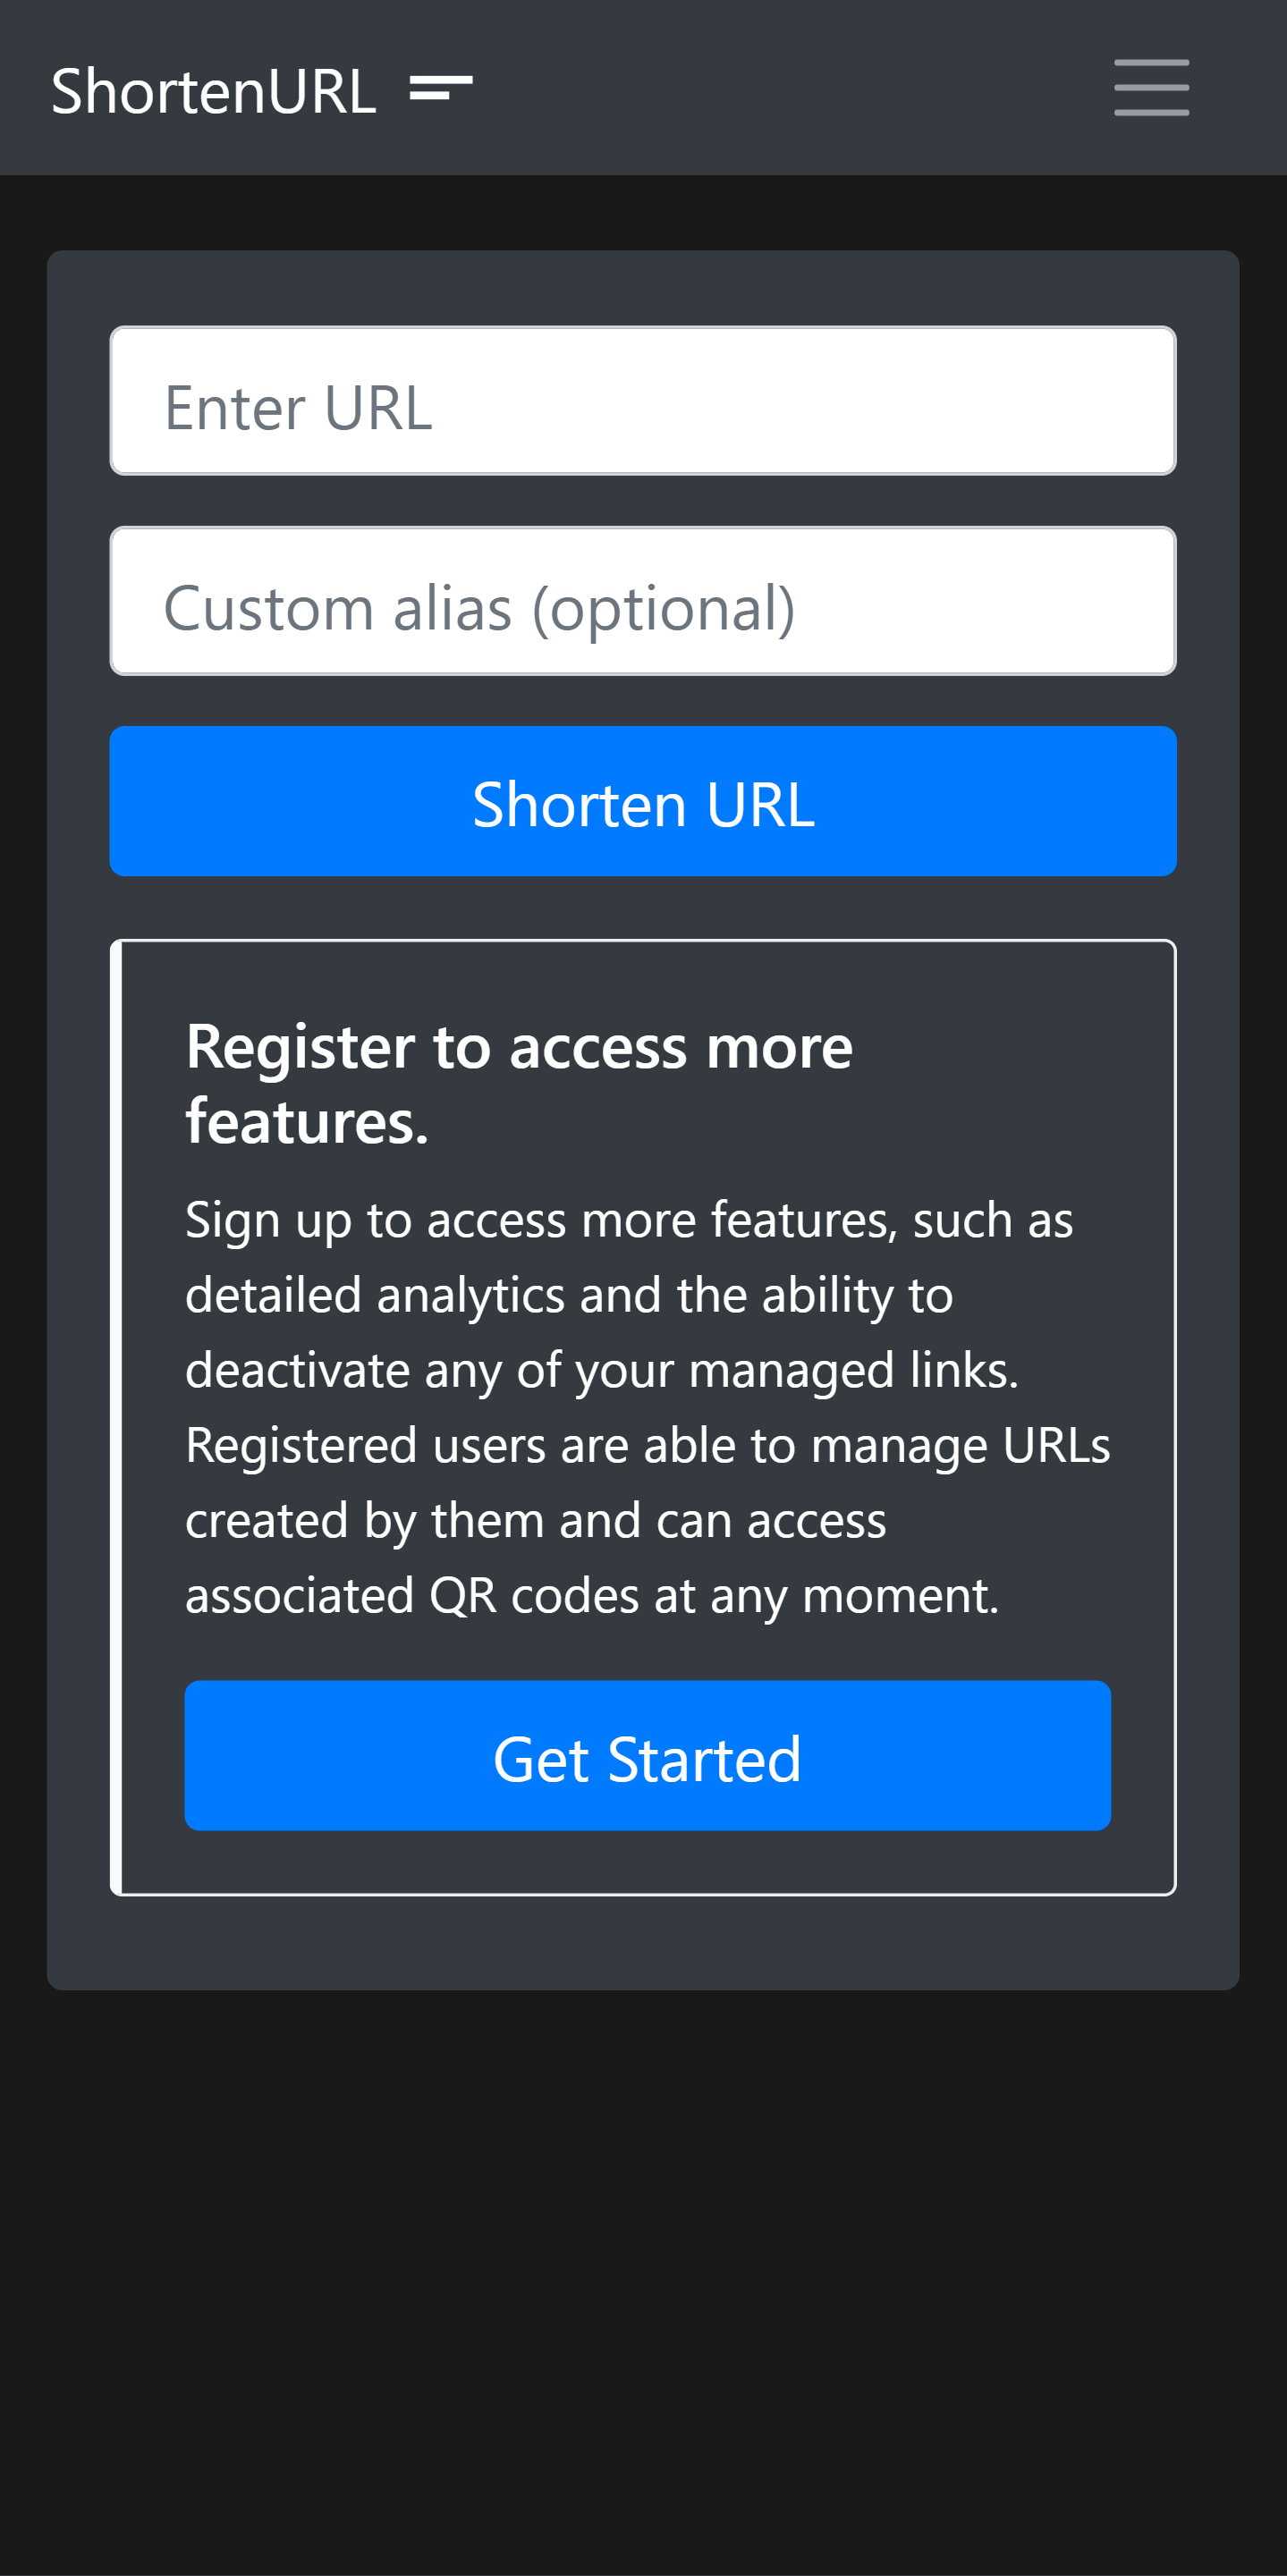 ShortenURL
Enter URL
Custom alias (optional)
Shorten URL
Register to access more
features.
Sign up to access more features, such as
detailed analytics and the ability to
deactivate any of your managed links.
Registered users are able to manage URLs
created by them and can access
associated QR codes at any moment.
Get Started